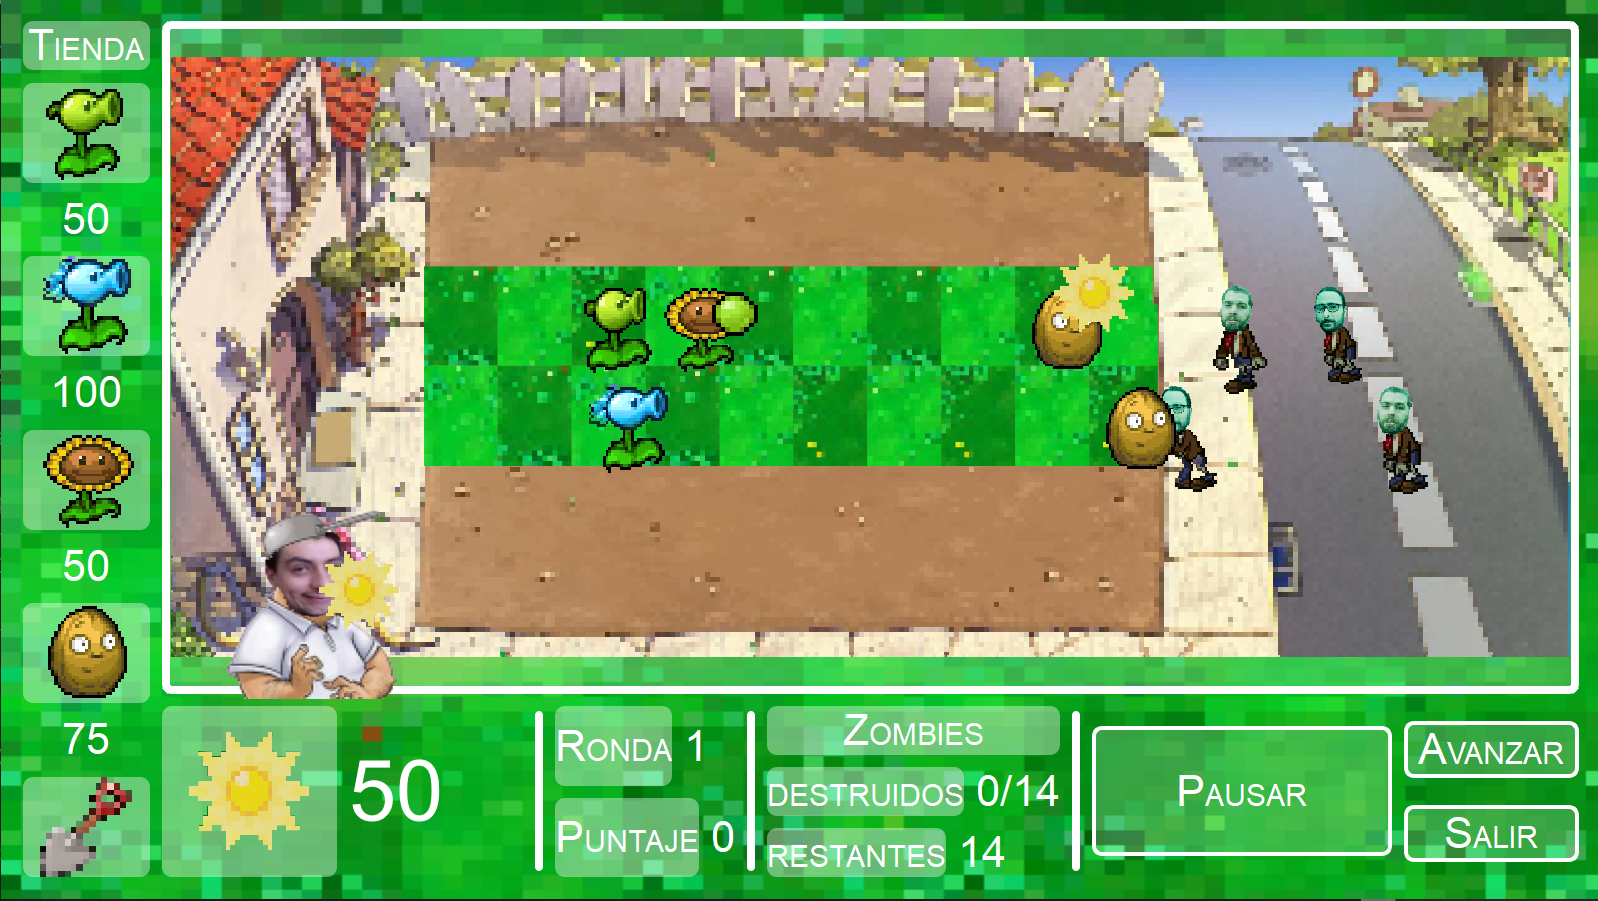 TIENDA
50
100
50
75
50
RONDA 1
PUNTAJE 0
ZOMBIES
DESTRUIDOS 0/14
RESTANTES 14
PAUSAR
AVANZAR
SALIR